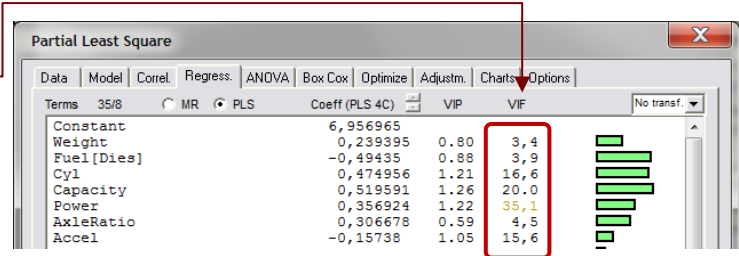 Partial Least Square X
Data Model Correl. Regress. ANOVA Box Cox Optimize Adjustm. Charts Options
Terms 35/8 MR PLS Coeff (PLS 4C) VIP VIF No transf.
Constant 6,956965
Weight 0,239395 0.80 3,4
Fuel[Dies] -0,49435 0.88 3,9
Cyl 0,474956 1.21 16,6
Capacity 0,519591 1.26 20.0
Power 0,356924 1.22 35,1
AxleRatio 0,306678 0.59 4,5
Accel -0,15738 1.05 15,6